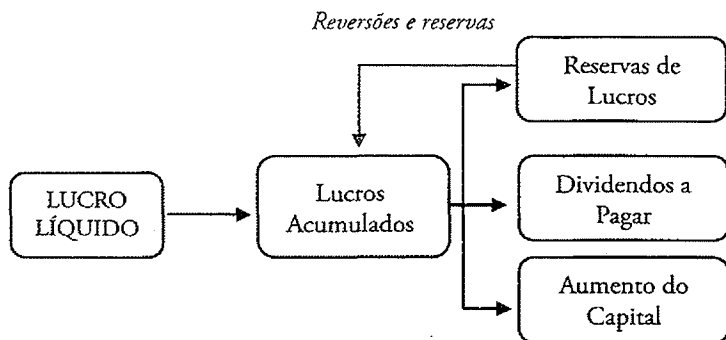 Reversões e reservas
Reservas de
Lucros
LUCRO
LÍQUIDO
Lucros
Acumulados
Dividendos a
Pagar
Aumento do
Capital